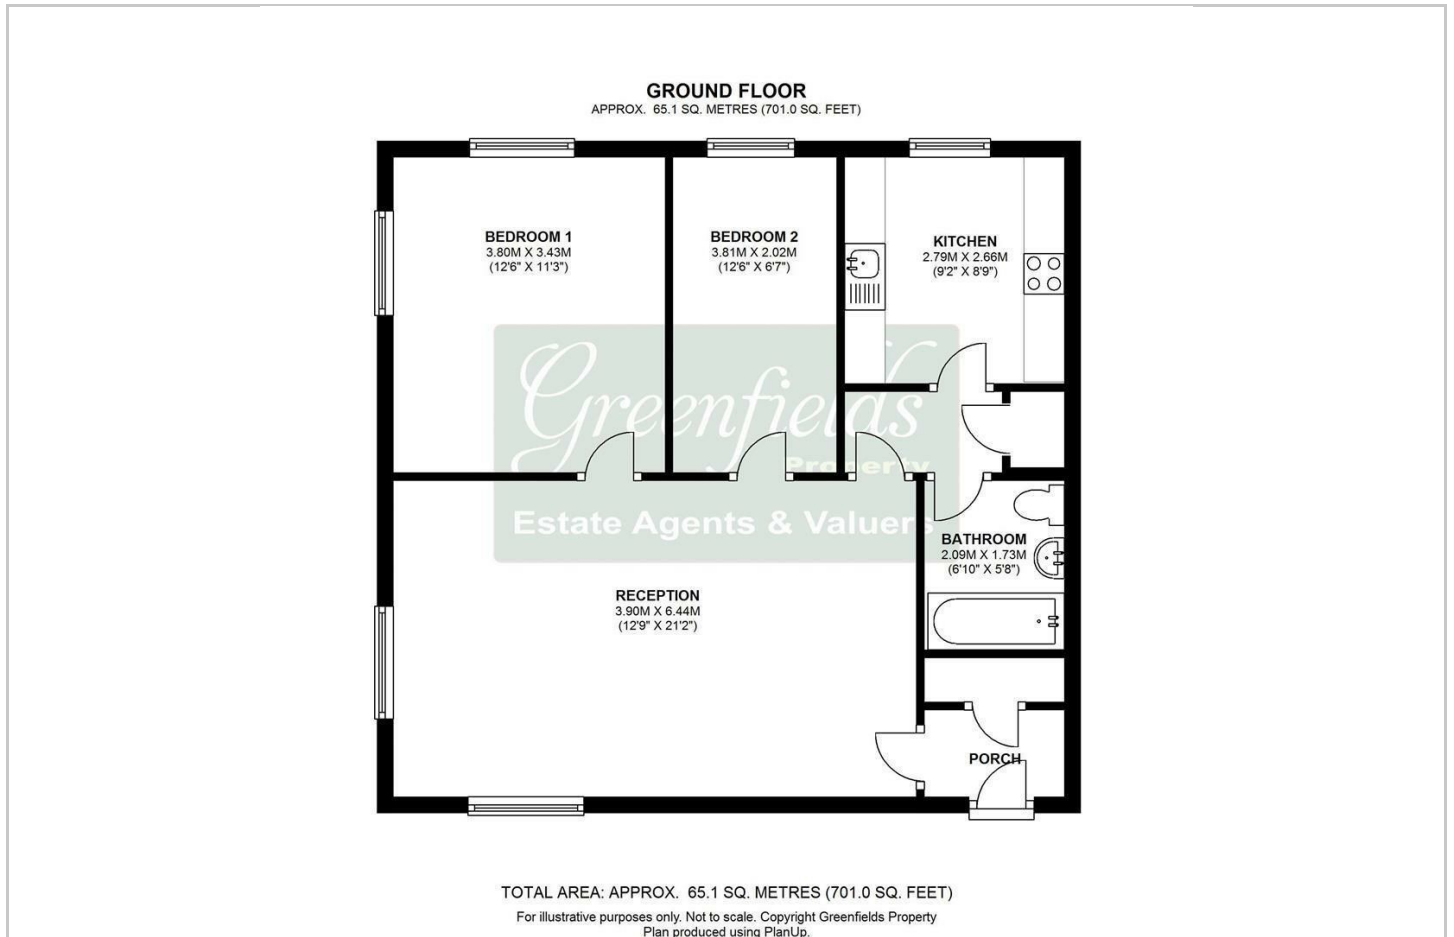 GROUND FLOOR
APPROX. 65.1 SQ. METRES (701.0 SQ. FEET)
BEDROOM 1
3.80M X 3.43M
(12'6" X 11'3")
BEDROOM 2
3.81M X 2.02M
(12'6" X 6'7")
KITCHEN
2.79M X 2.66M
(9'2" X 8'9")
Greenfields
Property
Estate Agents & Valuers
BATHROOM
2.09M X 1.73M
(6'10" X 5'8")
RECEPTION
3.90M X 6.44M
(12'9" X 21'2")
PORCH
TOTAL AREA: APPROX. 65.1 SQ. METRES (701.0 SQ. FEET)
For illustrative purposes only. Not to scale. Copyright Greenfields Property
Plan produced using PlanUp.